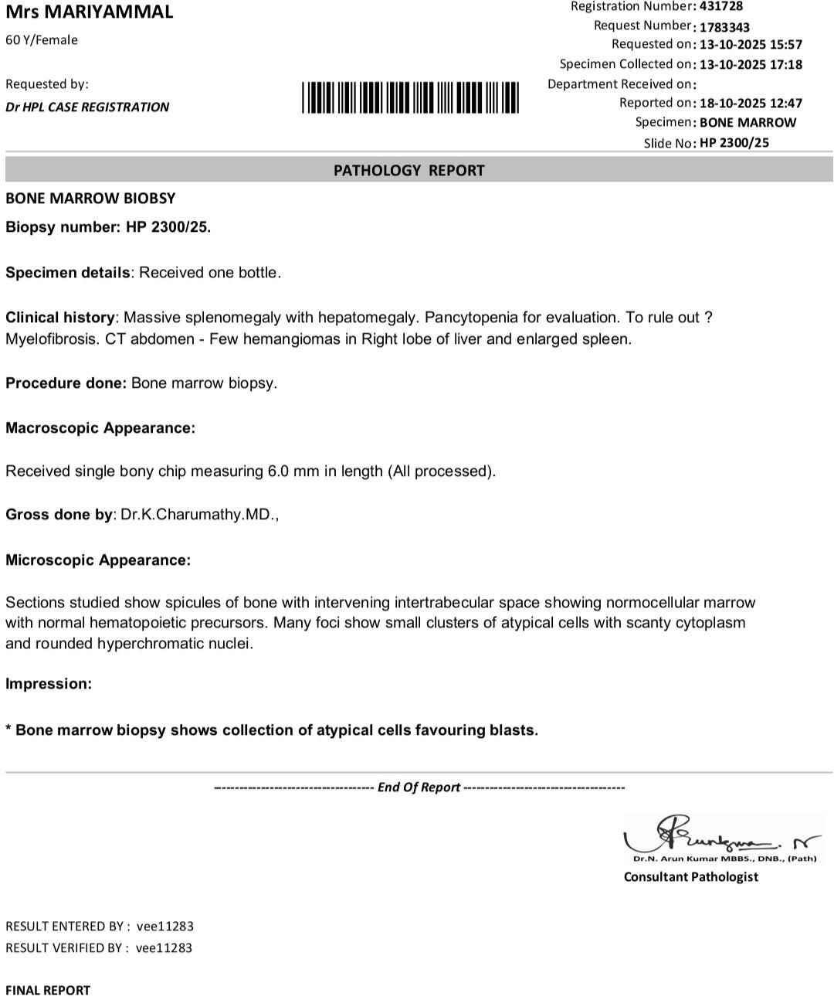 Mrs MARIYAMMAL
60 Y/Female
Requested by:
Dr HPL CASE REGISTRATION
Registration Number: 431728
Request Number: 1783343
Requested on: 13-10-2025 15:57
Specimen Collected on: 13-10-2025 17:18
Department Received on:
Reported on: 18-10-2025 12:47
Specimen: BONE MARROW
Slide No: HP 2300/25
PATHOLOGY REPORT
BONE MARROW BIOBSY
Biopsy number: HP 2300/25.
Specimen details: Received one bottle.
Clinical history: Massive splenomegaly with hepatomegaly. Pancytopenia for evaluation. To rule out ?
Myelofibrosis. CT abdomen - Few hemangiomas in Right lobe of liver and enlarged spleen.
Procedure done: Bone marrow biopsy.
Macroscopic Appearance:
Received single bony chip measuring 6.0 mm in length (All processed).
Gross done by: Dr.K.Charumathy.MD.,
Microscopic Appearance:
Sections studied show spicules of bone with intervening intertrabecular space showing normocellular marrow
with normal hematopoietic precursors. Many foci show small clusters of atypical cells with scanty cytoplasm
and rounded hyperchromatic nuclei.
Impression:
* Bone marrow biopsy shows collection of atypical cells favouring blasts.
----------------------------------- End Of Report -----------------------------------
Dr.N. Arun Kumar MBBS., DNB., (Path)
Consultant Pathologist
RESULT ENTERED BY : vee11283
RESULT VERIFIED BY : vee11283
FINAL REPORT